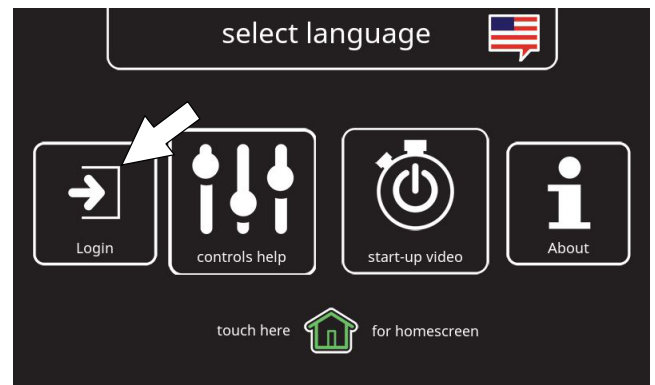 select language
Login
controls help
start-up video
About
touch here for homescreen